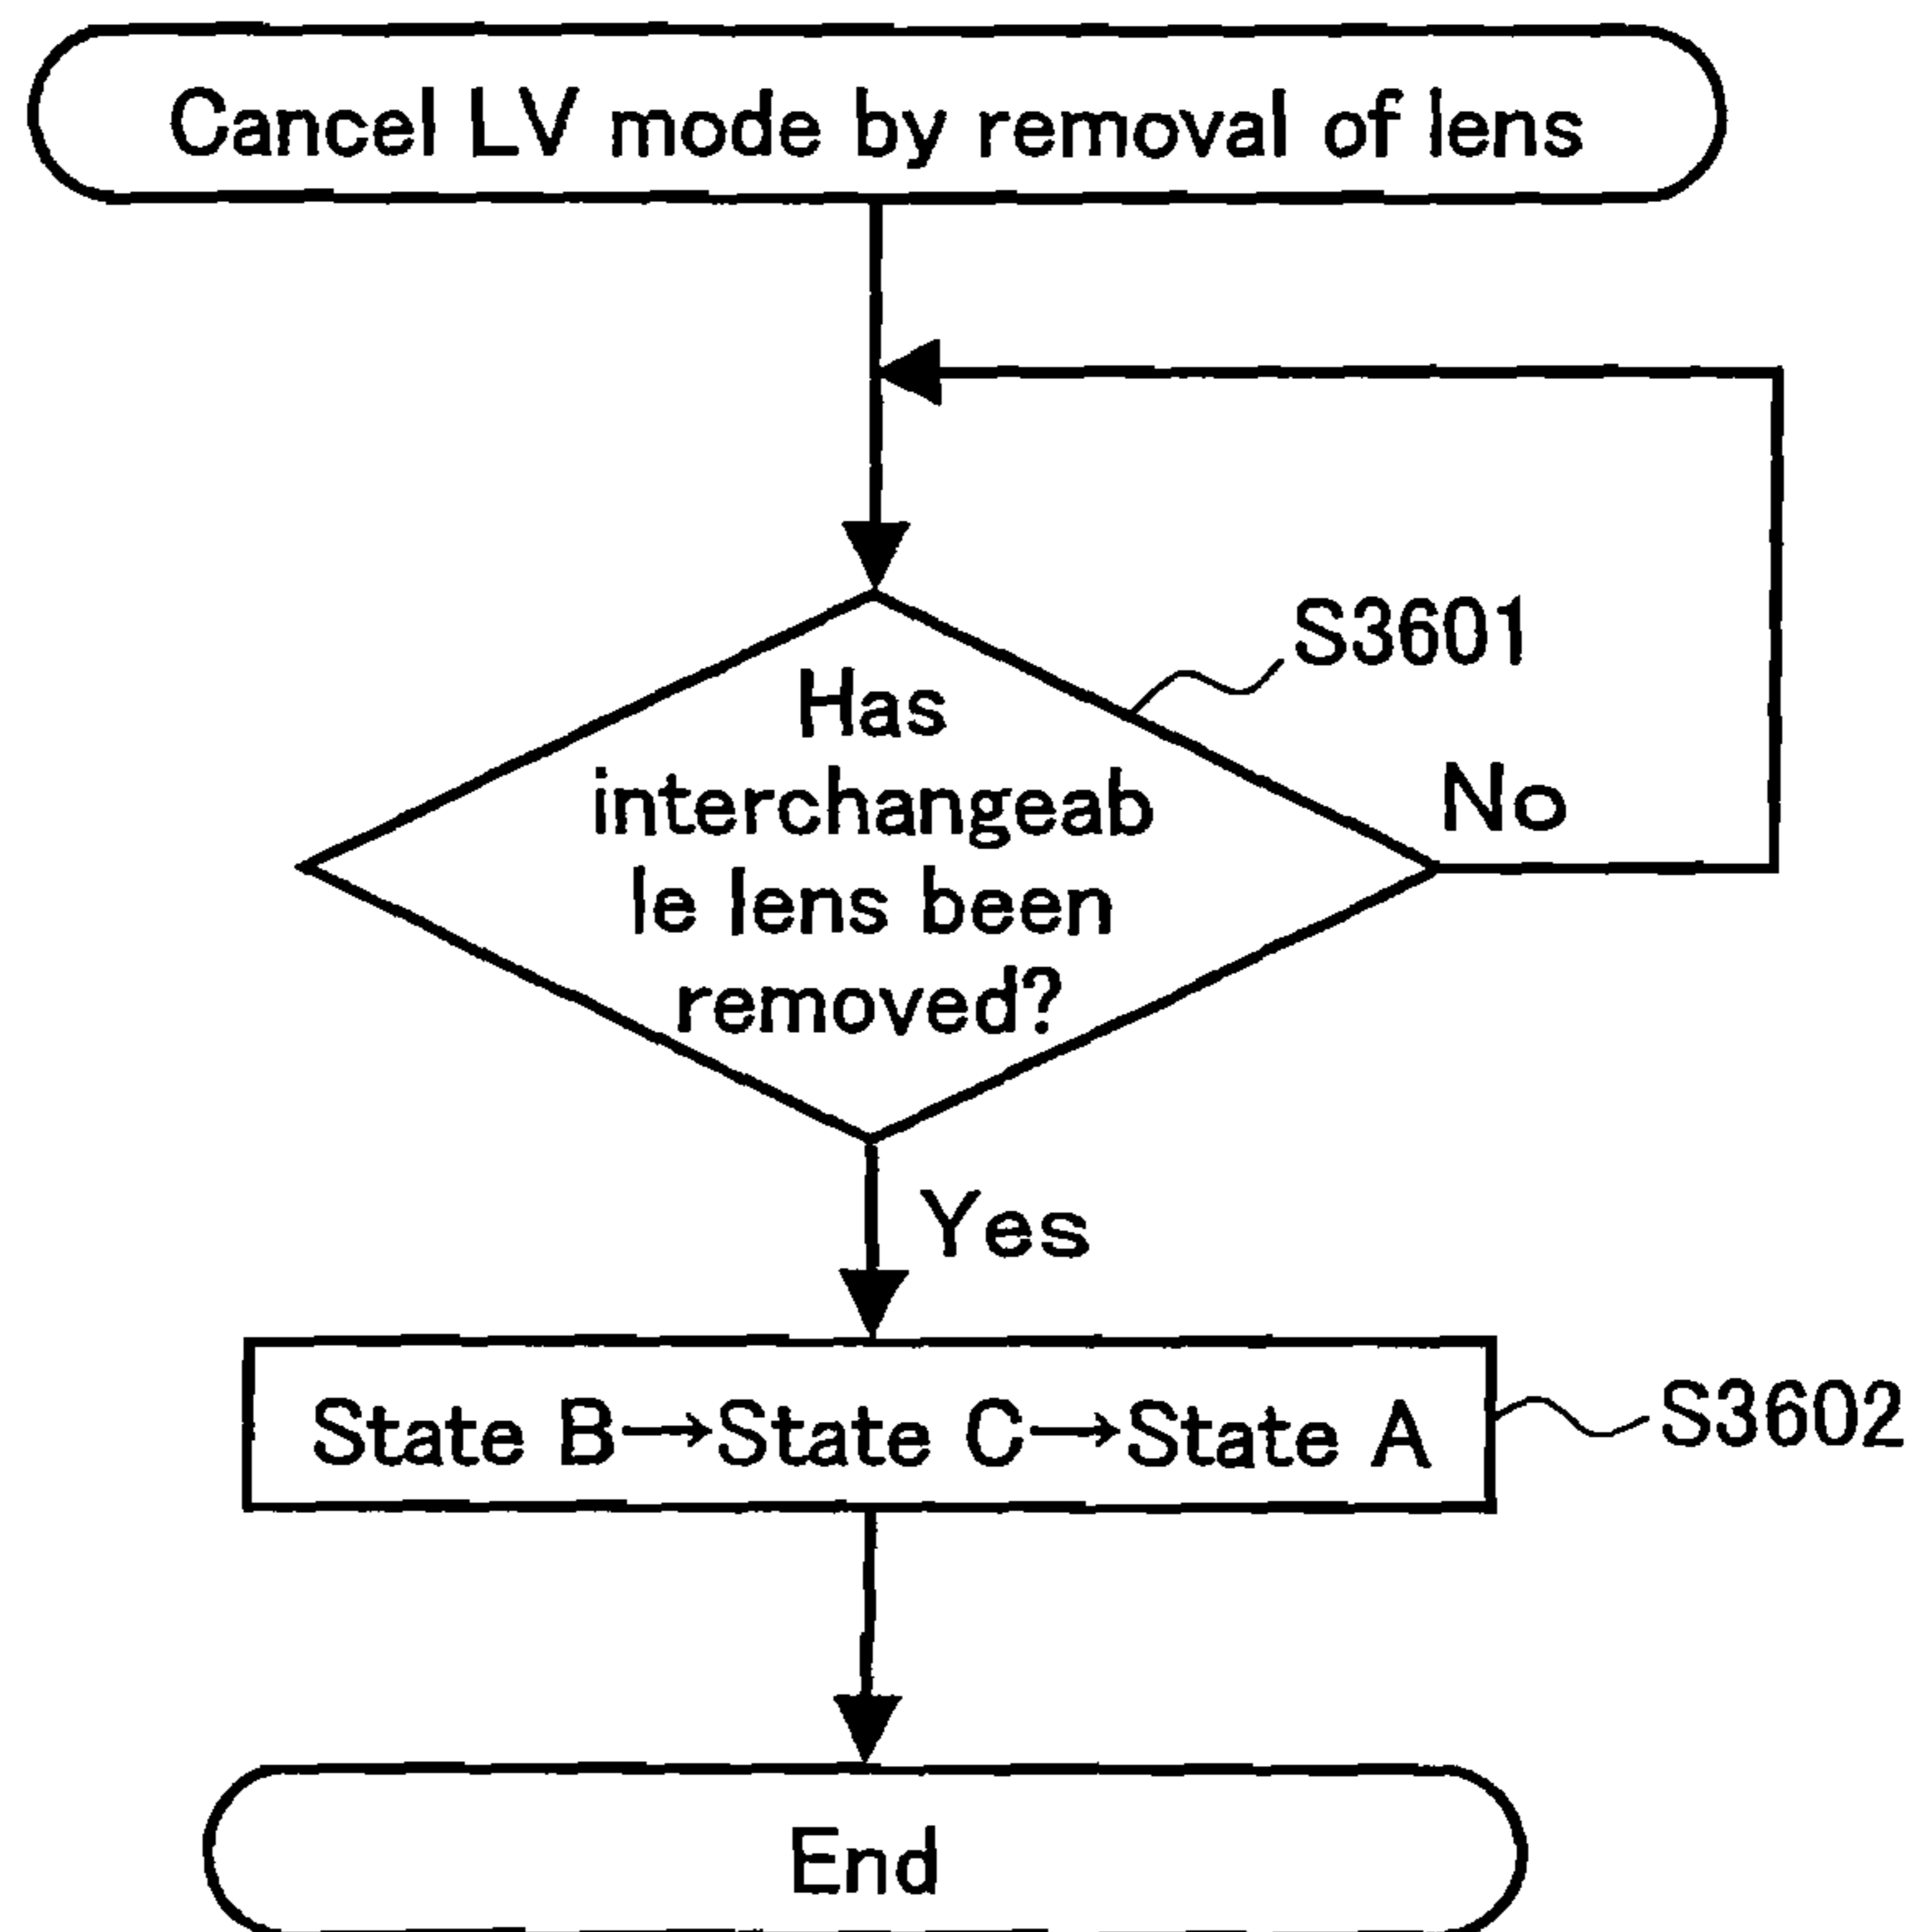 Cancel LV mode by removal of lens
S3601
Has
interchangeab
le lens been
removed?
No
Yes
State B→State C→State A
S3602
End